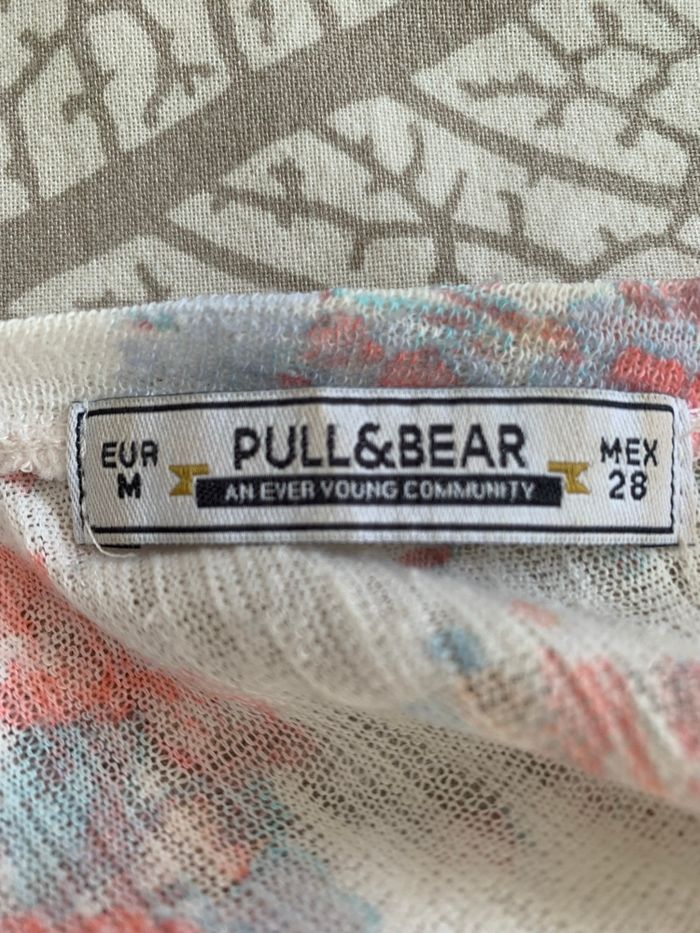 EUR
M
PULL&BEAR
AN EVER YOUNG COMMUNITY
MEX
28